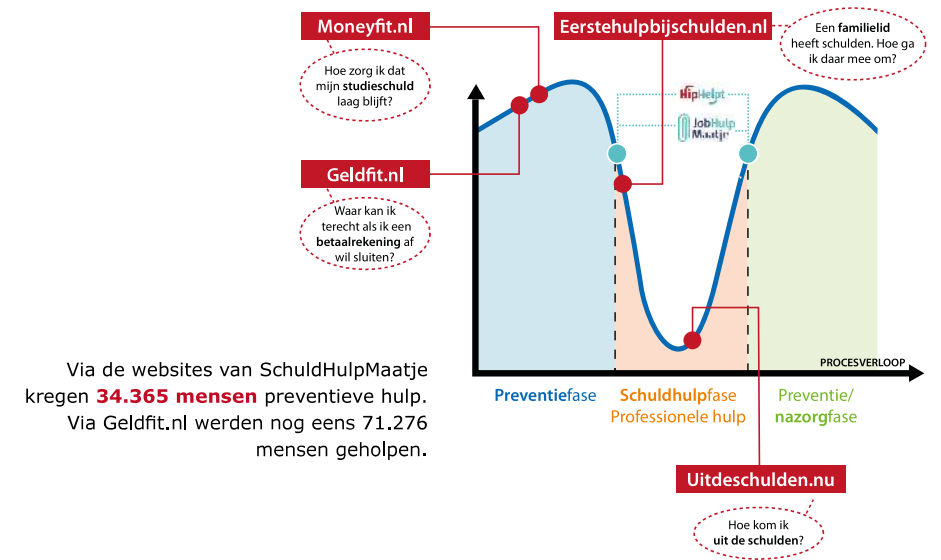 Moneyfit.nl
Hoe zorg ik dat
mijn studieschuld
laag blijft?
Geldfit.nl
Waar kan ik
terecht als ik een
betaalrekening af
wil sluiten?
Eerstehulpbijschulden.nl
Een familielid
heeft schulden. Hoe ga
ik daar mee om?
HipHelpt
JobHulp
Maatje
PROCESVERLOOP
Preventiefase
Schuldhulpfase
Professionele hulp
Preventie/
nazorgfase
Via de websites van SchuldHulpMaatje
kregen 34.365 mensen preventieve hulp.
Via Geldfit.nl werden nog eens 71.276
mensen geholpen.
Uitdeschulden.nu
Hoe kom ik
uit de schulden?